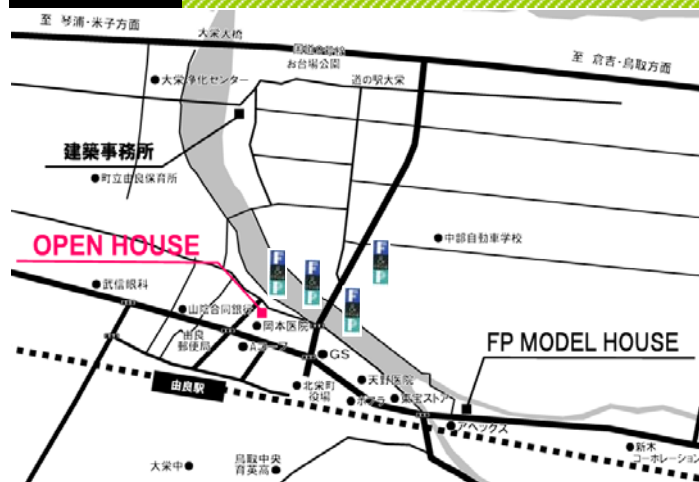 至 琴浦・米子方面
大栄大橋
お台場公園
至 倉吉・鳥取方面
大栄浄化センター
道の駅大栄
建築事務所
町立由良保育所
中部自動車学校
OPEN HOUSE
F&P
F&P
F&P
F&P
武信眼科
山陰合同銀行
岡本医院
由良
郵便局
Aコープ
GS
FP MODEL HOUSE
由良駅
北栄町
役場
天野医院
ポプラ
東宝ストア
アペックス
新木
コーポレーション
大栄中
鳥取中央
育英高